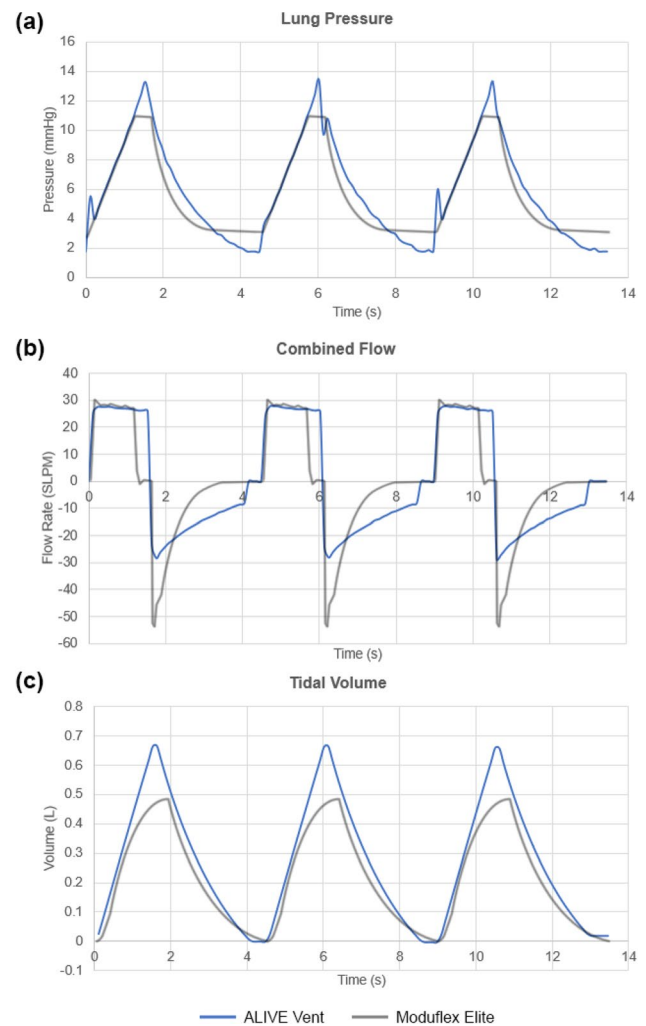 (a)
Lung Pressure
16
14
12
10
8
6
4
2
0
Pressure (mmHg)
0 2 4 6 8 10 12 14
Time (s)
(b)
Combined Flow
40
30
20
10
0
-10
-20
-30
-40
-50
-60
Flow Rate (SLPM)
0 2 4 6 8 10 12 14
Time (s)
(c)
Tidal Volume
0.8
0.7
0.6
0.5
0.4
0.3
0.2
0.1
0
-0.1
Volume (L)
0 2 4 6 8 10 12 14
Time (s)
ALIVE Vent Moduflex Elite